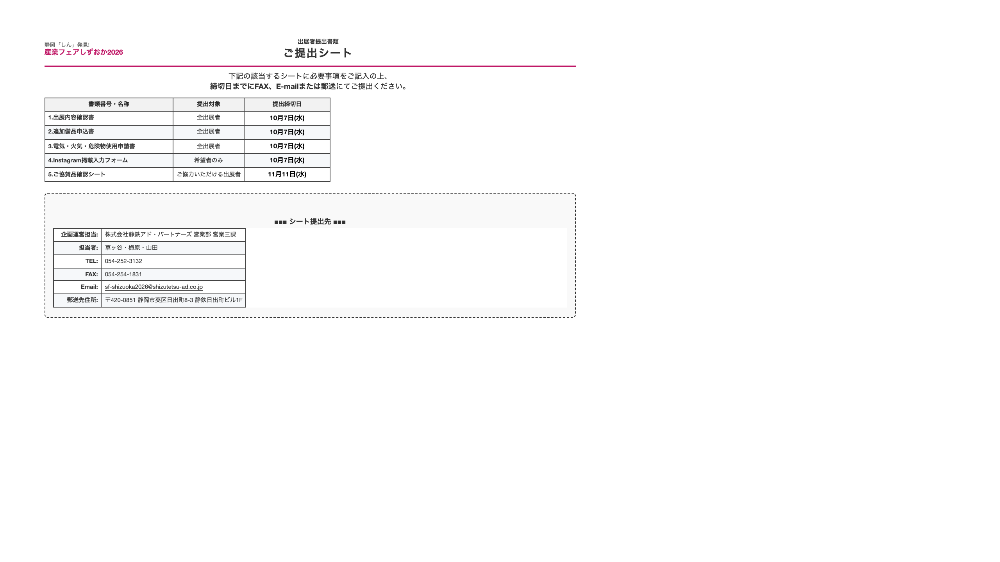 静岡「しん」発見!
産業フェアしずおか2026
出展者提出書類
ご提出シート
下記の該当するシートに必要事項をご記入の上、
締切日までにFAX、E-mailまたは郵送にてご提出ください。
書類番号・名称 提出対象 提出締切日
1.出展内容確認書 全出展者 10月7日(水)
2.追加備品申込書 全出展者 10月7日(水)
3.電気・火気・危険物使用申請書 全出展者 10月7日(水)
4.Instagram掲載入力フォーム 希望者のみ 10月7日(水)
5.ご協賛品確認シート ご協力いただける出展者 11月11日(水)
■■■ シート提出先 ■■■
企画運営担当: 株式会社静鉄アド・パートナーズ 営業部 営業三課
担当者: 草ヶ谷・梅原・山田
TEL: 054-252-3132
FAX: 054-254-1831
Email: sf-shizuoka2026@shizutetsu-ad.co.jp
郵送先住所: 〒420-0851 静岡市葵区日出町8-3 静鉄日出町ビル1F